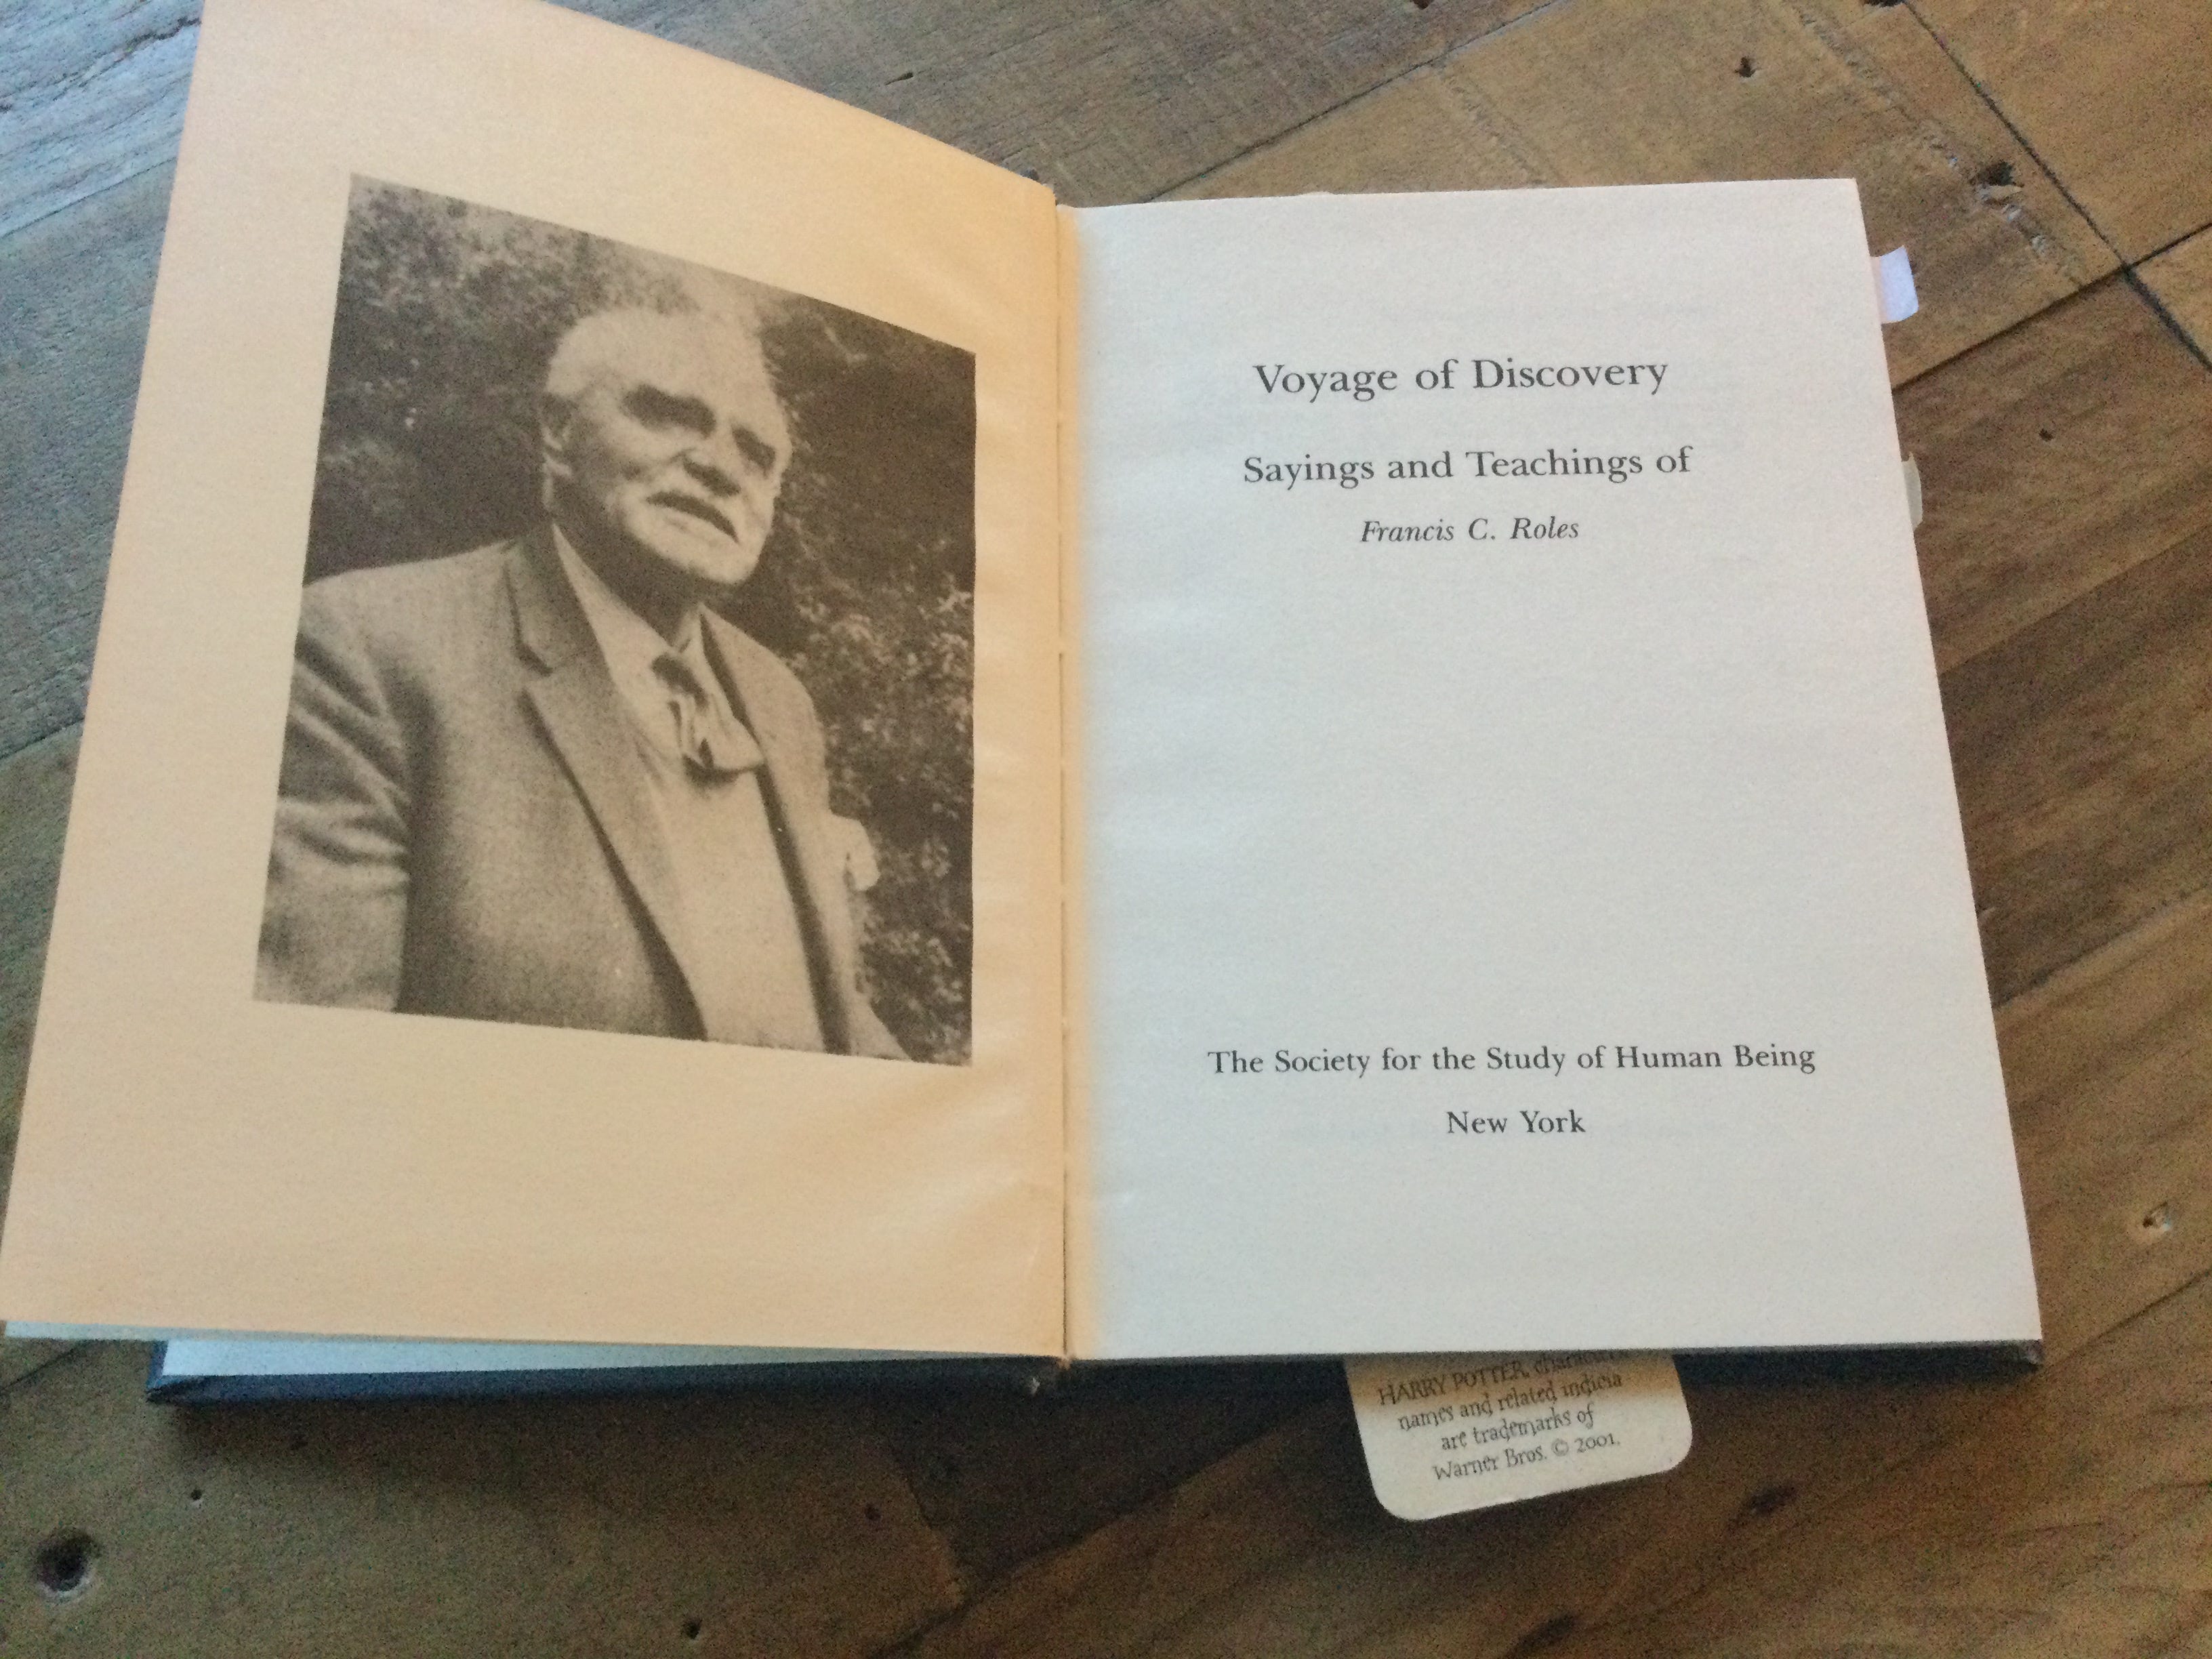 Voyage of Discovery
Sayings and Teachings of
Francis C. Roles
The Society for the Study of Human Being
New York
HARRY POTTER, characters,
names and related indicia
are trademarks of
Warner Bros. © 2001.